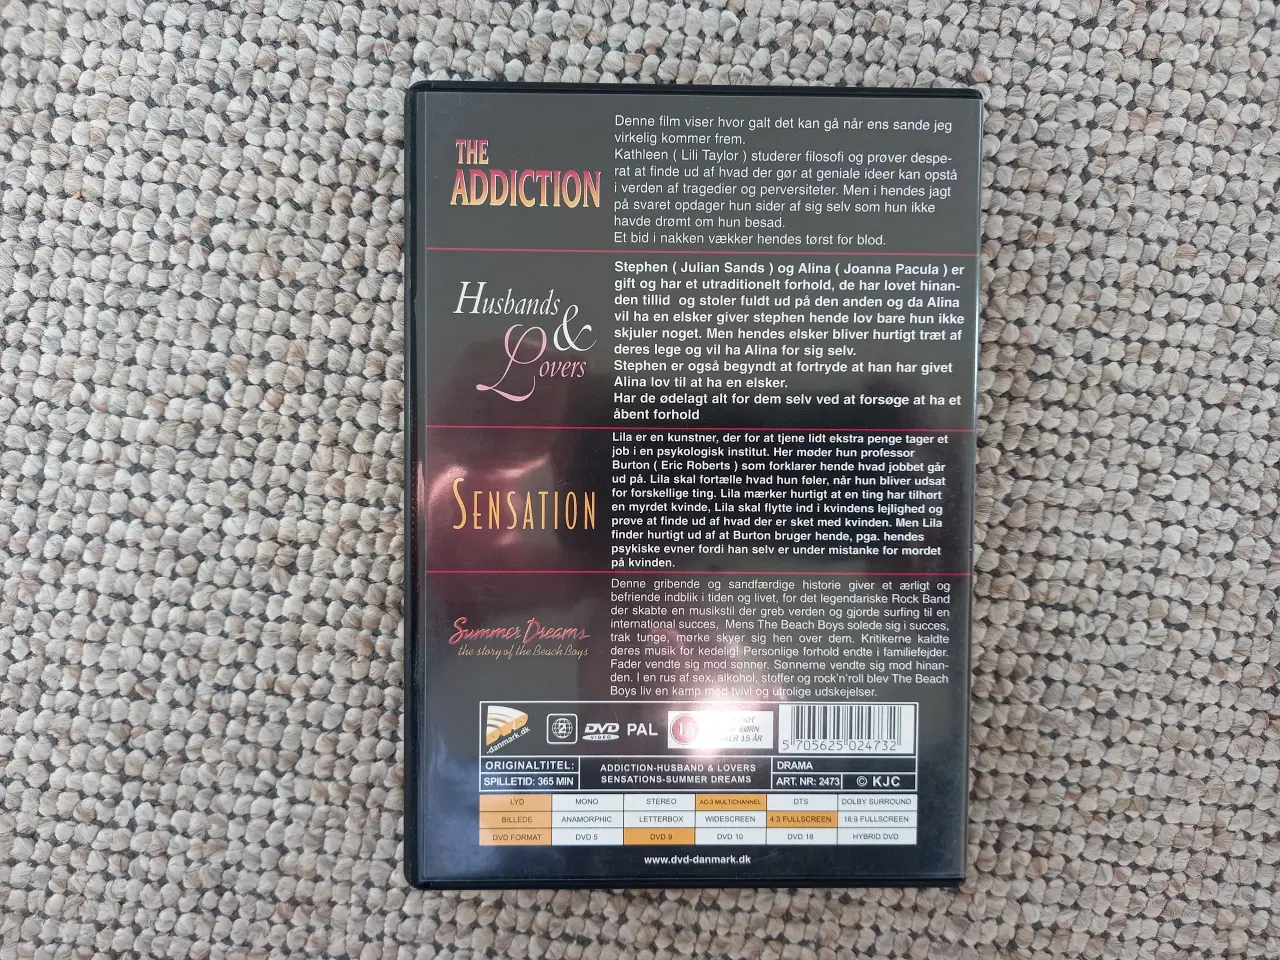 THE
ADDICTION
Denne film viser hvor galt det kan gå når ens sande jeg
virkelig kommer frem.
Kathleen ( Lili Taylor ) studerer filosofi og prøver despe-
rat at finde ud af hvad der gør at geniale ideer kan opstå
i verden af tragedier og perversiteter. Men i hendes jagt
på svaret opdager hun sider af sig selv som hun ikke
havde drømt om hun besad.
Et bid i nakken vækker hendes tørst for blod.
Husbands
&
Lovers
Stephen ( Julian Sands ) og Alina ( Joanna Pacula ) er
gift og har et utraditionelt forhold, de har lovet hinan-
den tillid og stoler fuldt ud på den anden og da Alina
vil ha en elsker giver stephen hende lov bare hun ikke
skjuler noget. Men hendes elsker bliver hurtigt træt af
deres lege og vil ha Alina for sig selv.
Stephen er også begyndt at fortryde at han har givet
Alina lov til at ha en elsker.
Har de ødelagt alt for dem selv ved at forsøge at ha et
åbent forhold
SENSATION
Lila er en kunstner, der for at tjene lidt ekstra penge tager et
job i en psykologisk institut. Her møder hun professor
Burton ( Eric Roberts ) som forklarer hende hvad jobbet går
ud på. Lila skal fortælle hvad hun føler, når hun bliver udsat
for forskellige ting. Lila mærker hurtigt at en ting har tilhørt
en myrdet kvinde, Lila skal flytte ind i kvindens lejlighed og
prøve at finde ud af hvad der er sket med kvinden. Men Lila
finder hurtigt ud af at Burton bruger hende, pga. hendes
psykiske evner fordi han selv er under mistanke for mordet
på kvinden.
Summer Dreams
the story of the Beach Boys
Denne gribende og sandfærdige historie giver et ærligt og
befriende indblik i tiden og livet, for det legendariske Rock Band
der skabte en musikstil der greb verden og gjorde surfing til en
international succes, Mens The Beach Boys solede sig i succes,
trak tunge, mørke skyer sig hen over dem. Kritikerne kaldte
deres musik for kedelig! Personlige forhold endte i familiefejder.
Fader vendte sig mod sønner. Sønnerne vendte sig mod hinan-
den. I en rus af sex, alkohol, stoffer og rock'n'roll blev The Beach
Boys liv en kamp med tvivl og utrolige udskejelser.
DVD
danmark.dk
2
DVD
VIDEO
PAL
15
BØRN
OVER 15 ÅR
5 705625 024732
ORIGINALTITEL:
SPILLETID: 365 MIN
ADDICTION-HUSBAND & LOVERS
SENSATIONS-SUMMER DREAMS
DRAMA
ART. NR: 2473
© KJC
LYD MONO STEREO AC-3 MULTICHANNEL DTS DOLBY SURROUND
BILLEDE ANAMORPHIC LETTERBOX WIDESCREEN 4:3 FULLSCREEN 16:9 FULLSCREEN
DVD FORMAT DVD 5 DVD 9 DVD 10 DVD 18 HYBRID DVD
www.dvd-danmark.dk